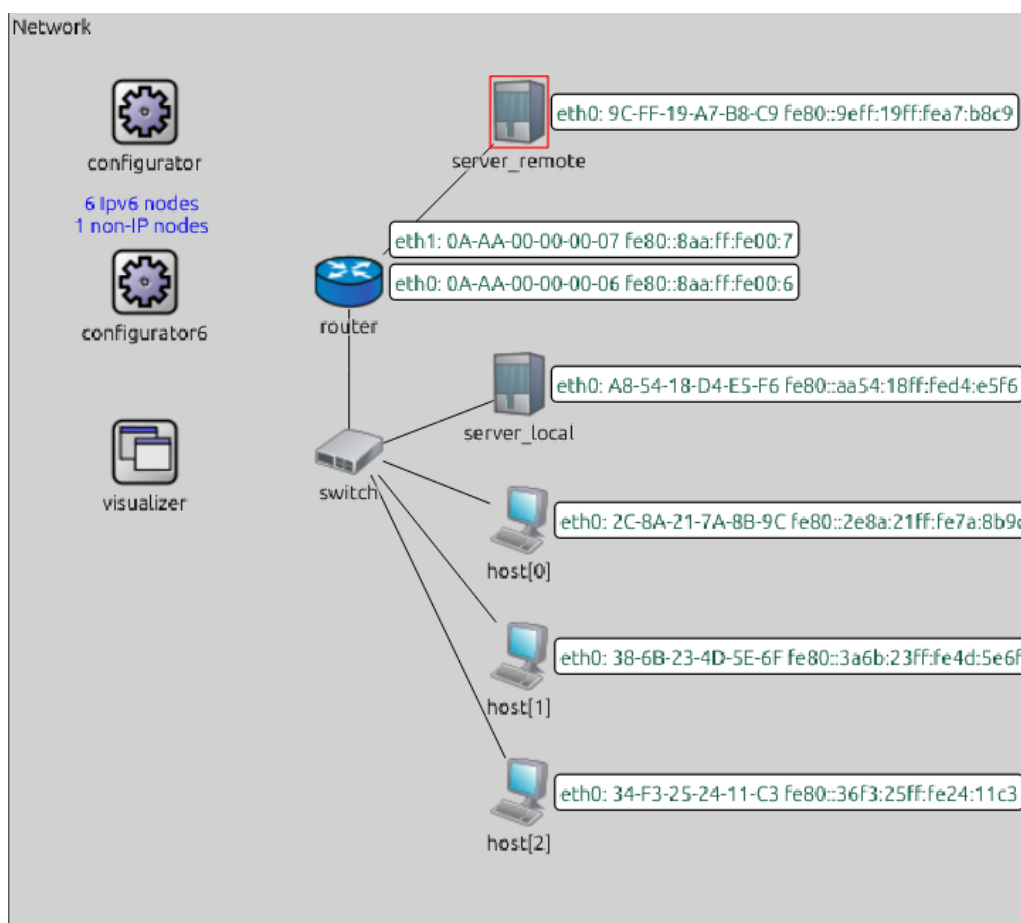 Network
eth0: 9C-FF-19-A7-B8-C9 fe80::9eff:19ff:fea7:b8c9
configurator
server_remote
6 Ipv6 nodes
1 non-IP nodes
eth1: 0A-AA-00-00-00-07 fe80::8aa:ff:fe00:7
eth0: 0A-AA-00-00-00-06 fe80::8aa:ff:fe00:6
router
configurator6
eth0: A8-54-18-D4-E5-F6 fe80::aa54:18ff:fed4:e5f6
server_local
switch
visualizer
eth0: 2C-8A-21-7A-8B-9C
host[0]
eth0: 38-6B-23-4D-5E-6F fe80::3a6b:23ff:fe4d:5e6f
host[1]
eth0: 34-F3-25-24-11-C3 fe80::36f3:25ff:fe24:11c3
host[2]